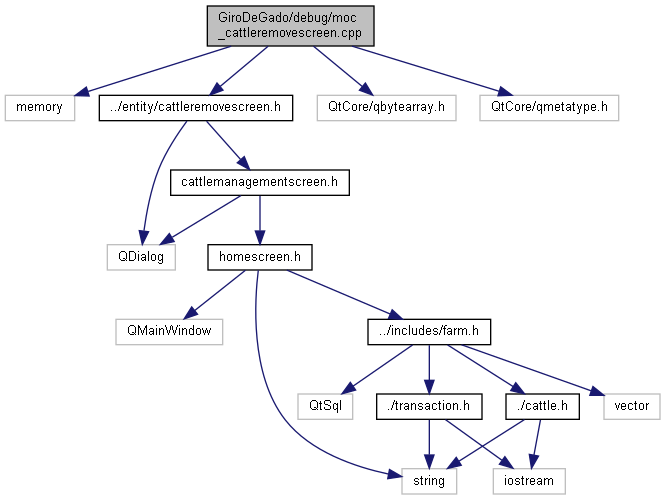 GiroDeGado/debug/moc
_cattleremovescreen.cpp
memory
../entity/cattleremovescreen.h
QtCore/qbytearray.h
QtCore/qmetatype.h
cattlemanagementscreen.h
QDialog
homescreen.h
QMainWindow
../includes/farm.h
QtSql
./transaction.h
./cattle.h
vector
string
iostream